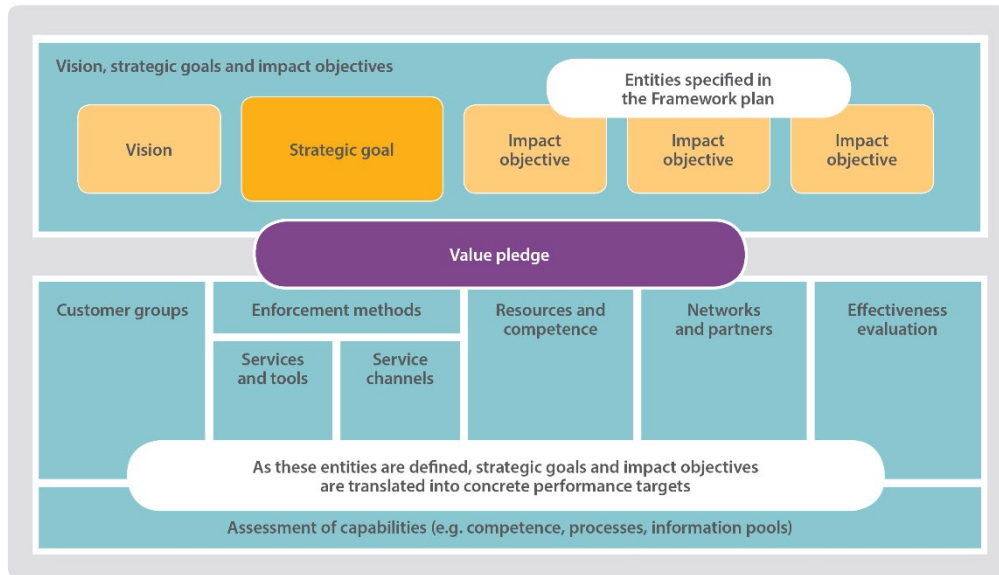 Vision, strategic goals and impact objectives
Entities specified in
the Framework plan
Vision
Strategic goal
Impact
objective
Impact
objective
Impact
objective
Value pledge
Customer groups
Enforcement methods
Services
and tools
Service
channels
Resources and
competence
Networks
and partners
Effectiveness
evaluation
As these entities are defined, strategic goals and impact objectives
are translated into concrete performance targets
Assessment of capabilities (e.g. competence, processes, information pools)